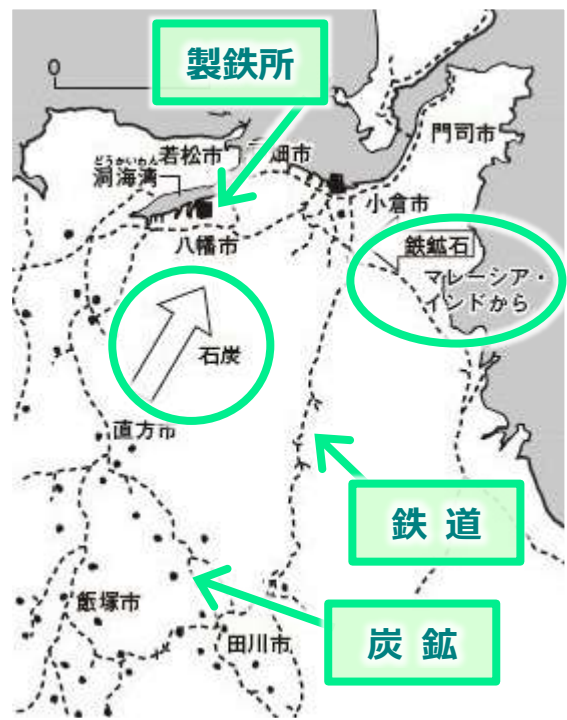 0
製鉄所
門司市
どうかいわん
若松市
畑市
洞海湾
小倉市
八幡市
鉄鉱石
マレーシア・
インドから
石炭
直方市
鉄 道
飯塚市
田川市
炭 鉱